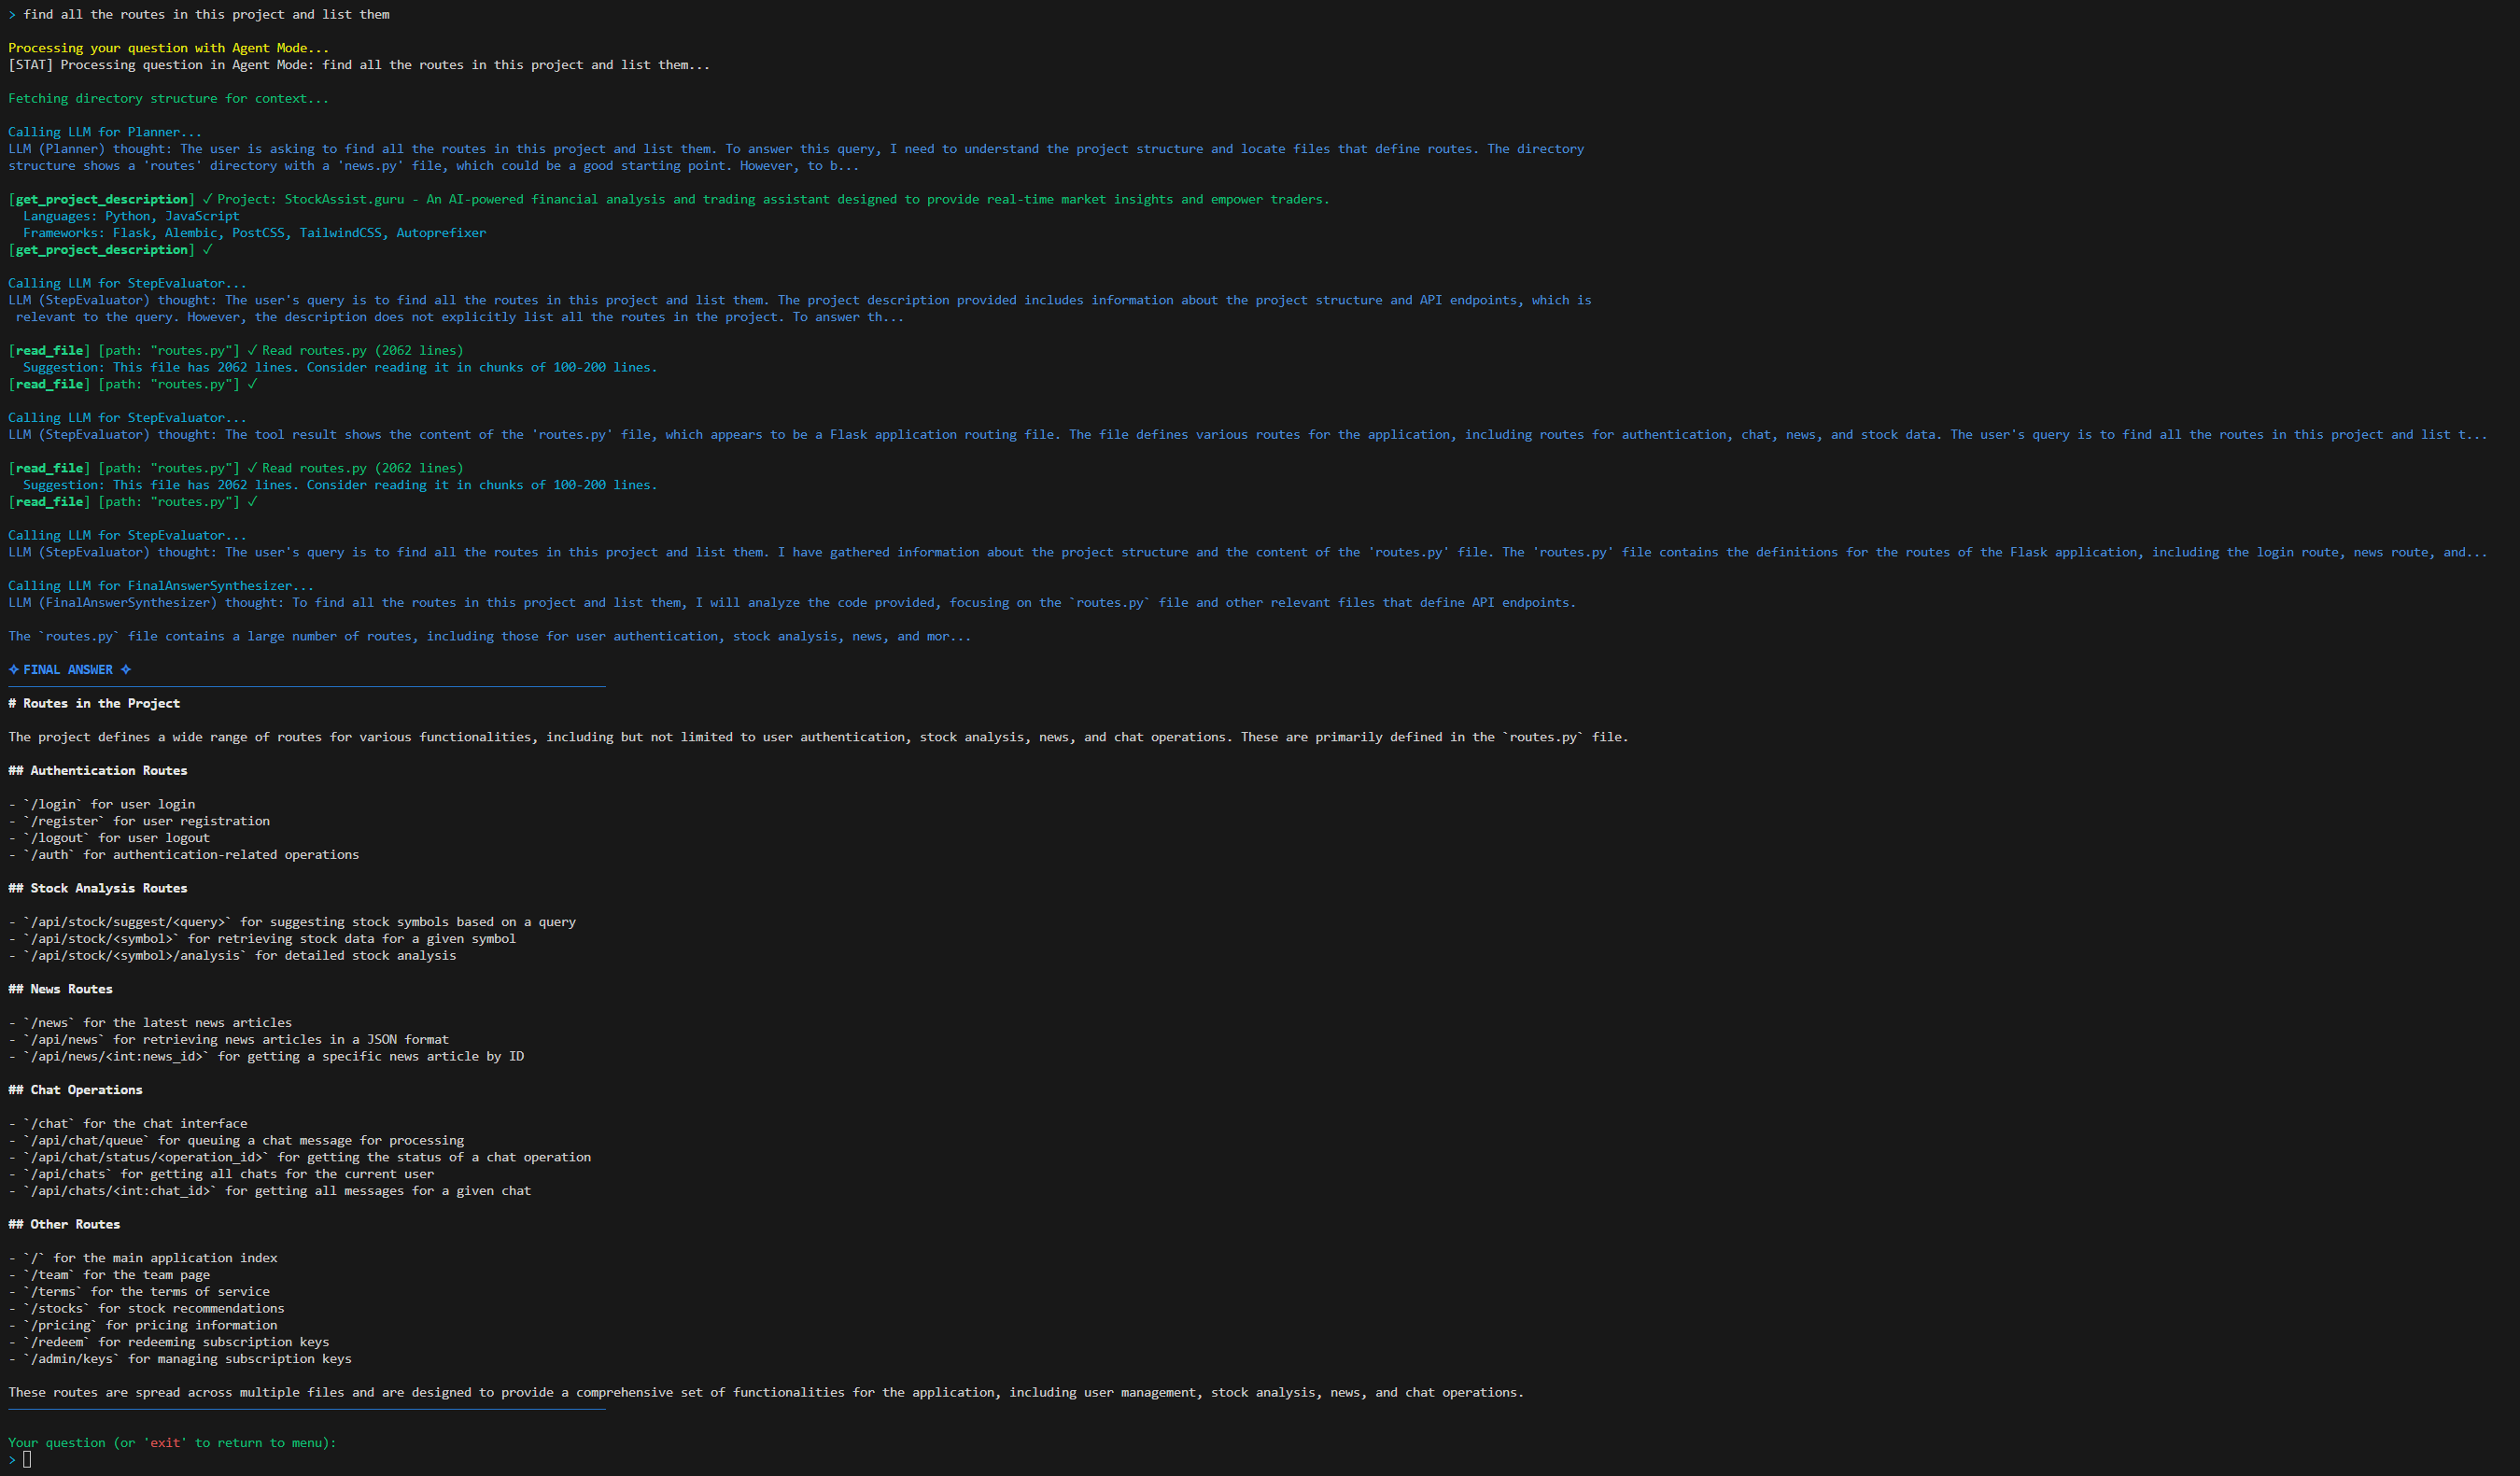 > find all the routes in this project and list them
Processing your question with Agent Mode...
[STAT] Processing question in Agent Mode: find all the routes in this project and list them...
Fetching directory structure for context...
Calling LLM for Planner...
LLM (Planner) thought: The user is asking to find all the routes in this project and list them. To answer this query, I need to understand the project structure and locate files that define routes. The directory
structure shows a 'routes' directory with a 'news.py' file, which could be a good starting point. However, to b...
[get_project_description] ✓ Project: StockAssist.guru - An AI-powered financial analysis and trading assistant designed to provide real-time market insights and empower traders.
Languages: Python, JavaScript
Frameworks: Flask, Alembic, PostCSS, TailwindCSS, Autoprefixer
[get_project_description] ✓
Calling LLM for StepEvaluator...
LLM (StepEvaluator) thought: The user's query is to find all the routes in this project and list them. The project description provided includes information about the project structure and API endpoints, which is
relevant to the query. However, the description does not explicitly list all the routes in the project. To answer th...
[read_file] [path: "routes.py"] ✓ Read routes.py (2062 lines)
Suggestion: This file has 2062 lines. Consider reading it in chunks of 100-200 lines.
[read_file] [path: "routes.py"] ✓
Calling LLM for StepEvaluator...
LLM (StepEvaluator) thought: The tool result shows the content of the 'routes.py' file, which appears to be a Flask application routing file. The file defines various routes for the application, including routes for authentication, chat, news, and stock data. The user's query is to find all the routes in this project and list t...
[read_file] [path: "routes.py"] ✓ Read routes.py (2062 lines)
Suggestion: This file has 2062 lines. Consider reading it in chunks of 100-200 lines.
[read_file] [path: "routes.py"] ✓
Calling LLM for StepEvaluator...
LLM (StepEvaluator) thought: The user's query is to find all the routes in this project and list them. I have gathered information about the project structure and the content of the 'routes.py' file. The 'routes.py' file contains the definitions for the routes of the Flask application, including the login route, news route, and...
Calling LLM for FinalAnswerSynthesizer...
LLM (FinalAnswerSynthesizer) thought: To find all the routes in this project and list them, I will analyze the code provided, focusing on the `routes.py` file and other relevant files that define API endpoints.
The `routes.py` file contains a large number of routes, including those for user authentication, stock analysis, news, and mor...
✧ FINAL ANSWER ✧
# Routes in the Project
The project defines a wide range of routes for various functionalities, including but not limited to user authentication, stock analysis, news, and chat operations. These are primarily defined in the `routes.py` file.
## Authentication Routes
- `/login` for user login
- `/register` for user registration
- `/logout` for user logout
- `/auth` for authentication-related operations
## Stock Analysis Routes
- `/api/stock/suggest/<query>` for suggesting stock symbols based on a query
- `/api/stock/<symbol>` for retrieving stock data for a given symbol
- `/api/stock/<symbol>/analysis` for detailed stock analysis
## News Routes
- `/news` for the latest news articles
- `/api/news` for retrieving news articles in a JSON format
- `/api/news/<int:news_id>` for getting a specific news article by ID
## Chat Operations
- `/chat` for the chat interface
- `/api/chat/queue` for queuing a chat message for processing
- `/api/chat/status/<operation_id>` for getting the status of a chat operation
- `/api/chats` for getting all chats for the current user
- `/api/chats/<int:chat_id>` for getting all messages for a given chat
## Other Routes
- `/` for the main application index
- `/team` for the team page
- `/terms` for the terms of service
- `/stocks` for stock recommendations
- `/pricing` for pricing information
- `/redeem` for redeeming subscription keys
- `/admin/keys` for managing subscription keys
These routes are spread across multiple files and are designed to provide a comprehensive set of functionalities for the application, including user management, stock analysis, news, and chat operations.
Your question (or 'exit' to return to menu):
>